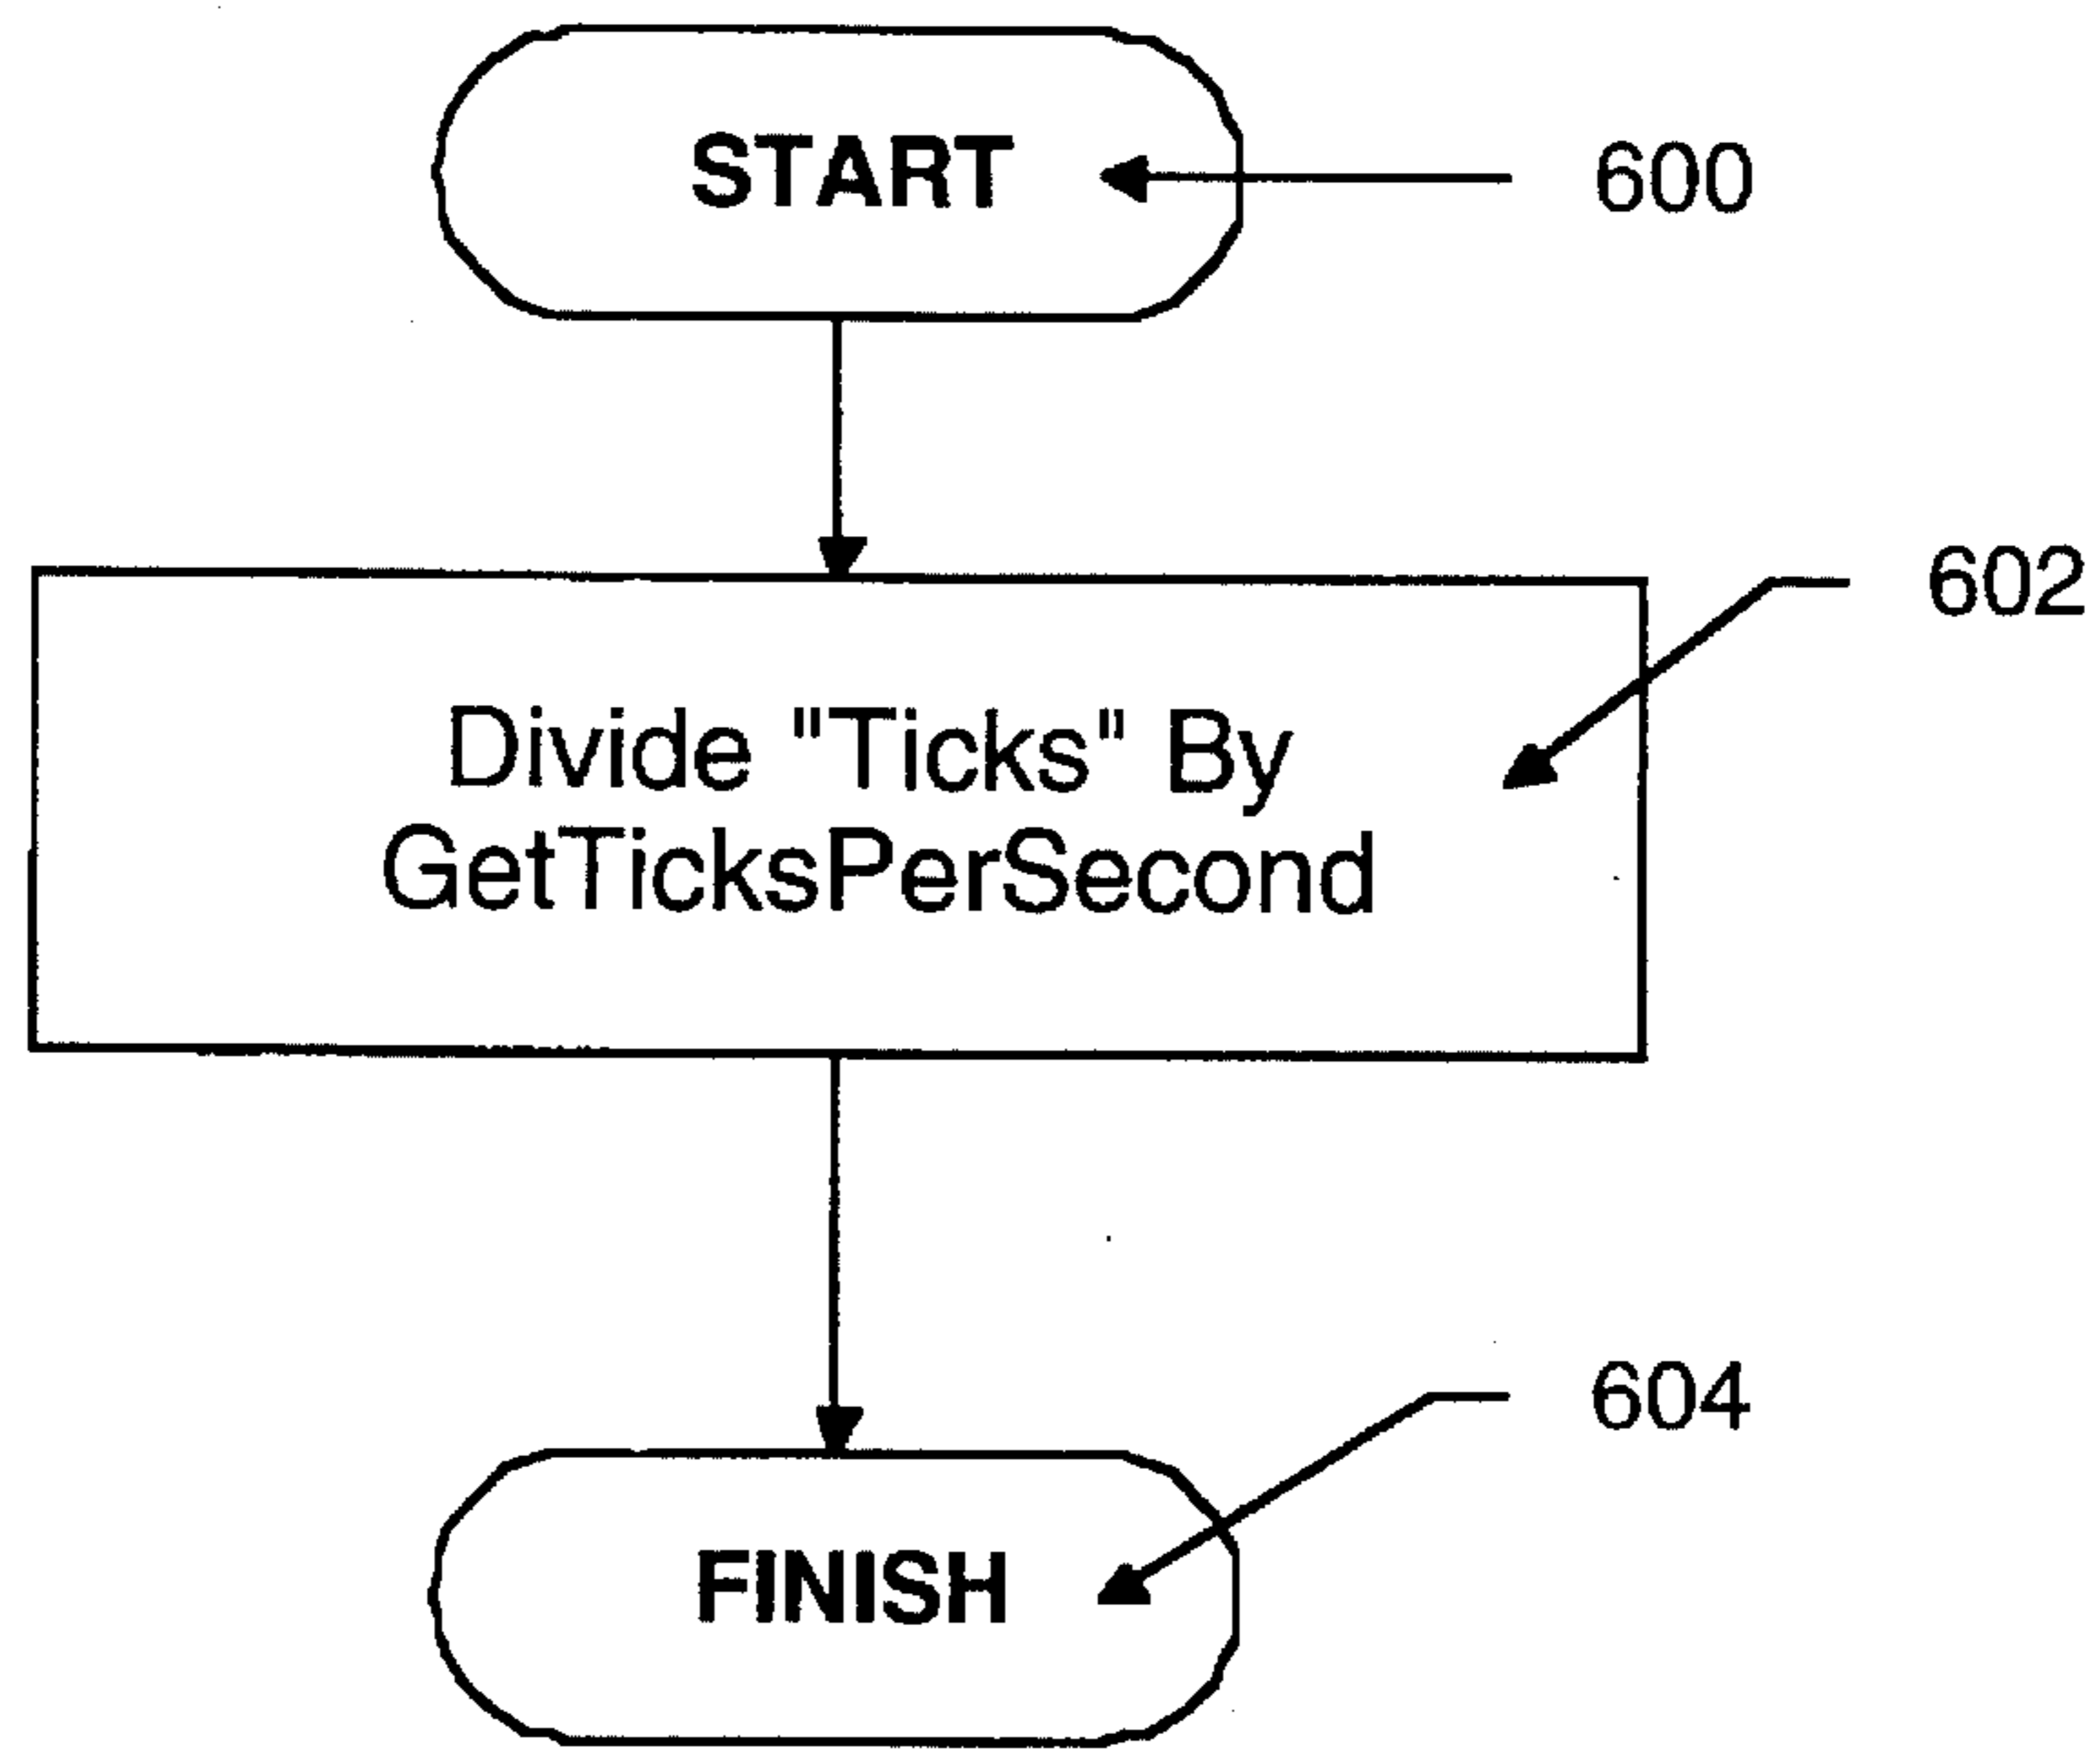 START
600
602
Divide "Ticks" By
GetTicksPerSecond
604
FINISH